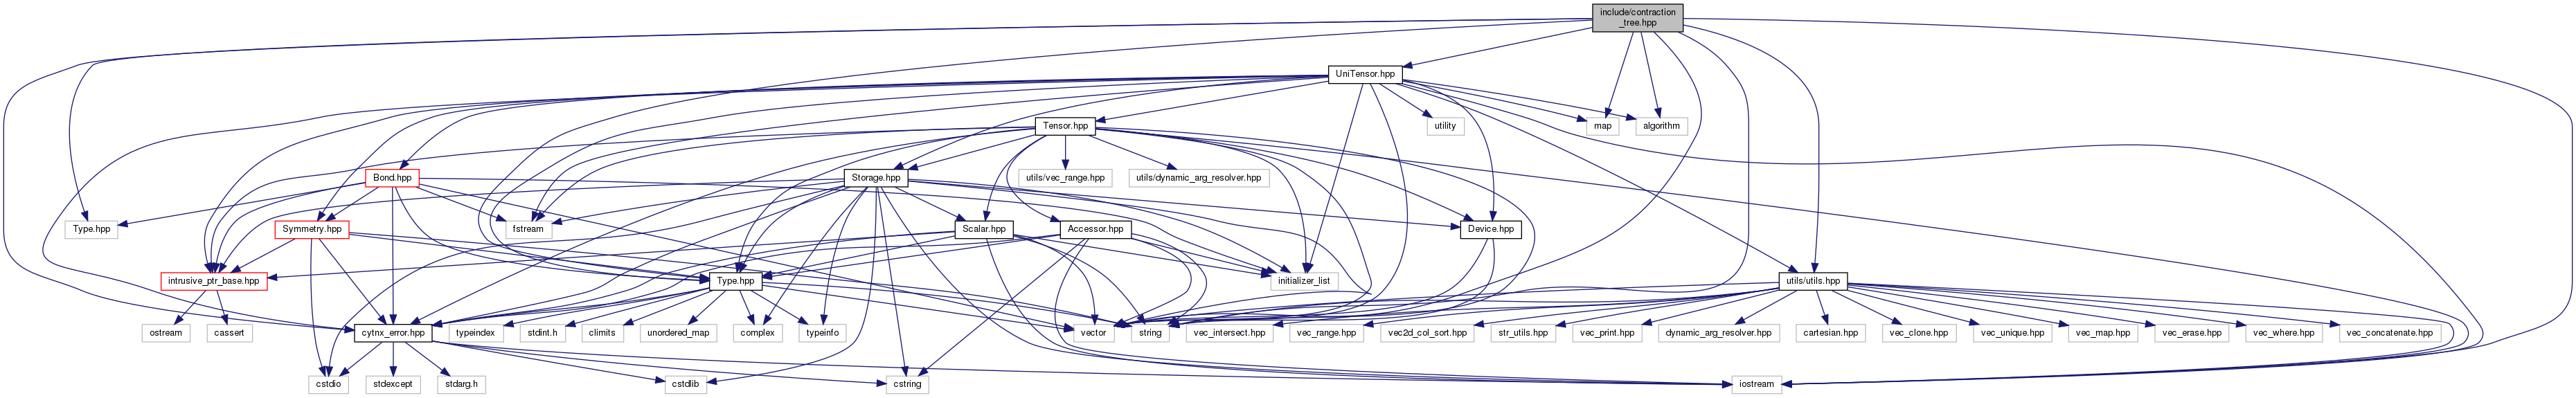 include/contraction
_tree.hpp
UniTensor.hpp
Tensor.hpp
utility
map
algorithm
Bond.hpp
Storage.hpp
utils/vec_range.hpp
utils/dynamic_arg_resolver.hpp
Type.hpp
Symmetry.hpp
fstream
Scalar.hpp
Accessor.hpp
Device.hpp
intrusive_ptr_base.hpp
Type.hpp
initializer_list
utils/utils.hpp
ostream
cassert
cytnx_error.hpp
typeindex
stdint.h
climits
unordered_map
complex
typeinfo
vector
string
vec_intersect.hpp
vec_range.hpp
vec2d_col_sort.hpp
str_utils.hpp
vec_print.hpp
dynamic_arg_resolver.hpp
cartesian.hpp
vec_clone.hpp
vec_unique.hpp
vec_map.hpp
vec_erase.hpp
vec_where.hpp
vec_concatenate.hpp
cstdio
stdexcept
stdarg.h
cstdlib
cstring
iostream